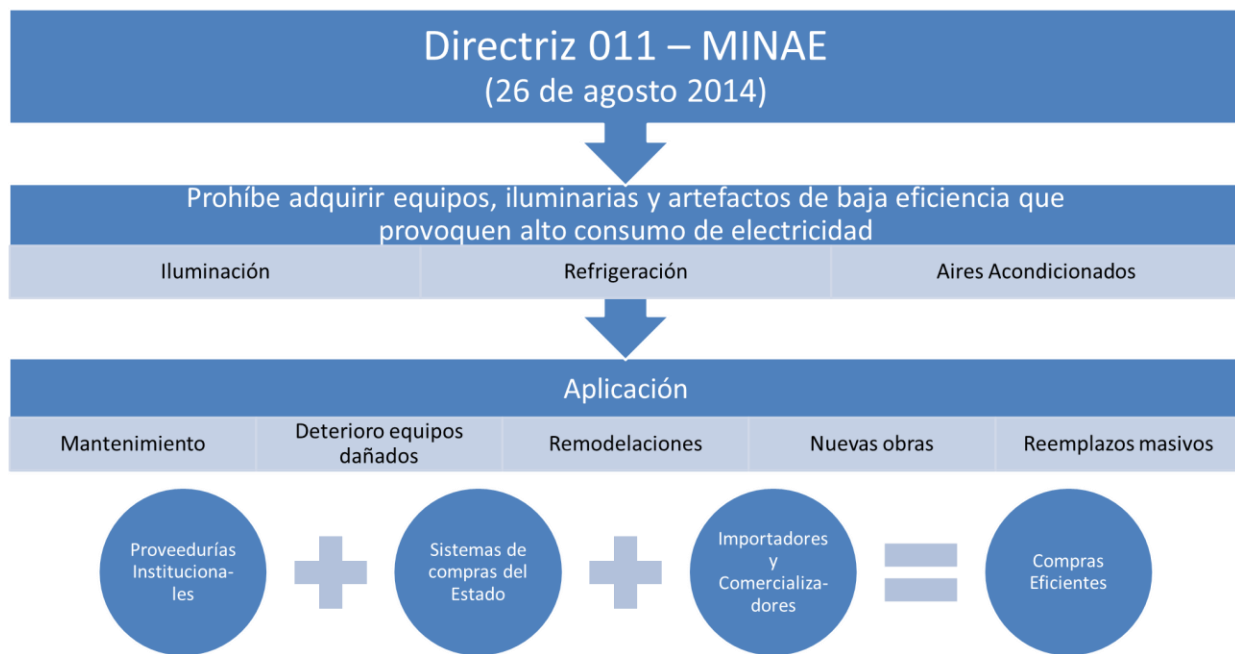 Directriz 011 – MINAE
(26 de agosto 2014)
Prohíbe adquirir equipos, iluminarias y artefactos de baja eficiencia que
provoquen alto consumo de electricidad
Iluminación
Refrigeración
Aires Acondicionados
Aplicación
Mantenimiento
Deterioro equipos
dañados
Remodelaciones
Nuevas obras
Reemplazos masivos
Proveedurías
Instituciona-
les
+
Sistemas de
compras del
Estado
+
Importadores
y
Comercializa-
dores
=
Compras
Eficientes